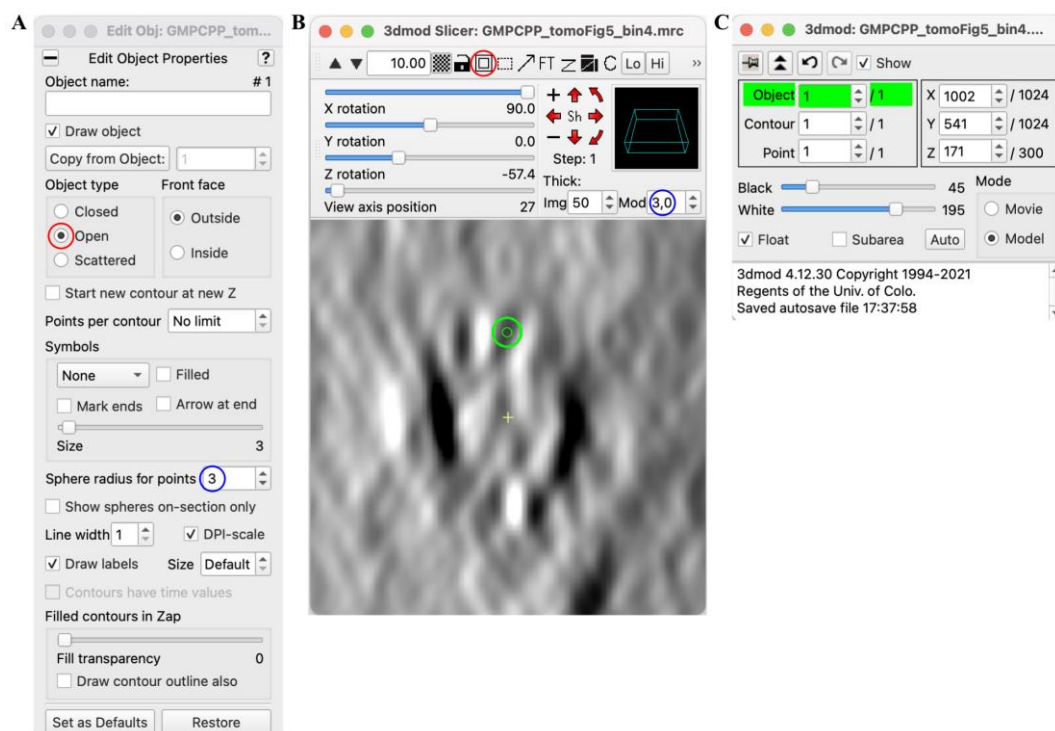 A
Edit Obj: GMPCPP_tom...
Edit Object Properties ?
Object name: # 1
Draw object
Copy from Object: 1
Object type Front face
Closed
Outside
Open
Inside
Scattered
Start new contour at new Z
Points per contour No limit
Symbols
None Filled
Mark ends Arrow at end
Size 3
Sphere radius for points 3
Show spheres on-section only
Line width 1 DPI-scale
Draw labels Size Default
Contours have time values
Filled contours in Zap
Fill transparency 0
Draw contour outline also
Set as Defaults Restore
B
3dmod Slicer: GMPCPP_tomoFig5_bin4.mrc
10.00 FT Z C Lo Hi »
X rotation 90.0
Y rotation 0.0
Z rotation -57.4
View axis position 27
+
Sh
−
Step: 1
Thick:
Img 50 Mod 3,0
C
3dmod: GMPCPP_tomoFig5_bin4....
Show
Object 1 / 1
Contour 1 / 1
Point 1 / 1
X 1002 / 1024
Y 541 / 1024
Z 171 / 300
Black 45
White 195
Mode
Movie
Model
Float Subarea Auto
3dmod 4.12.30 Copyright 1994-2021
Regents of the Univ. of Colo.
Saved autosave file 17:37:58